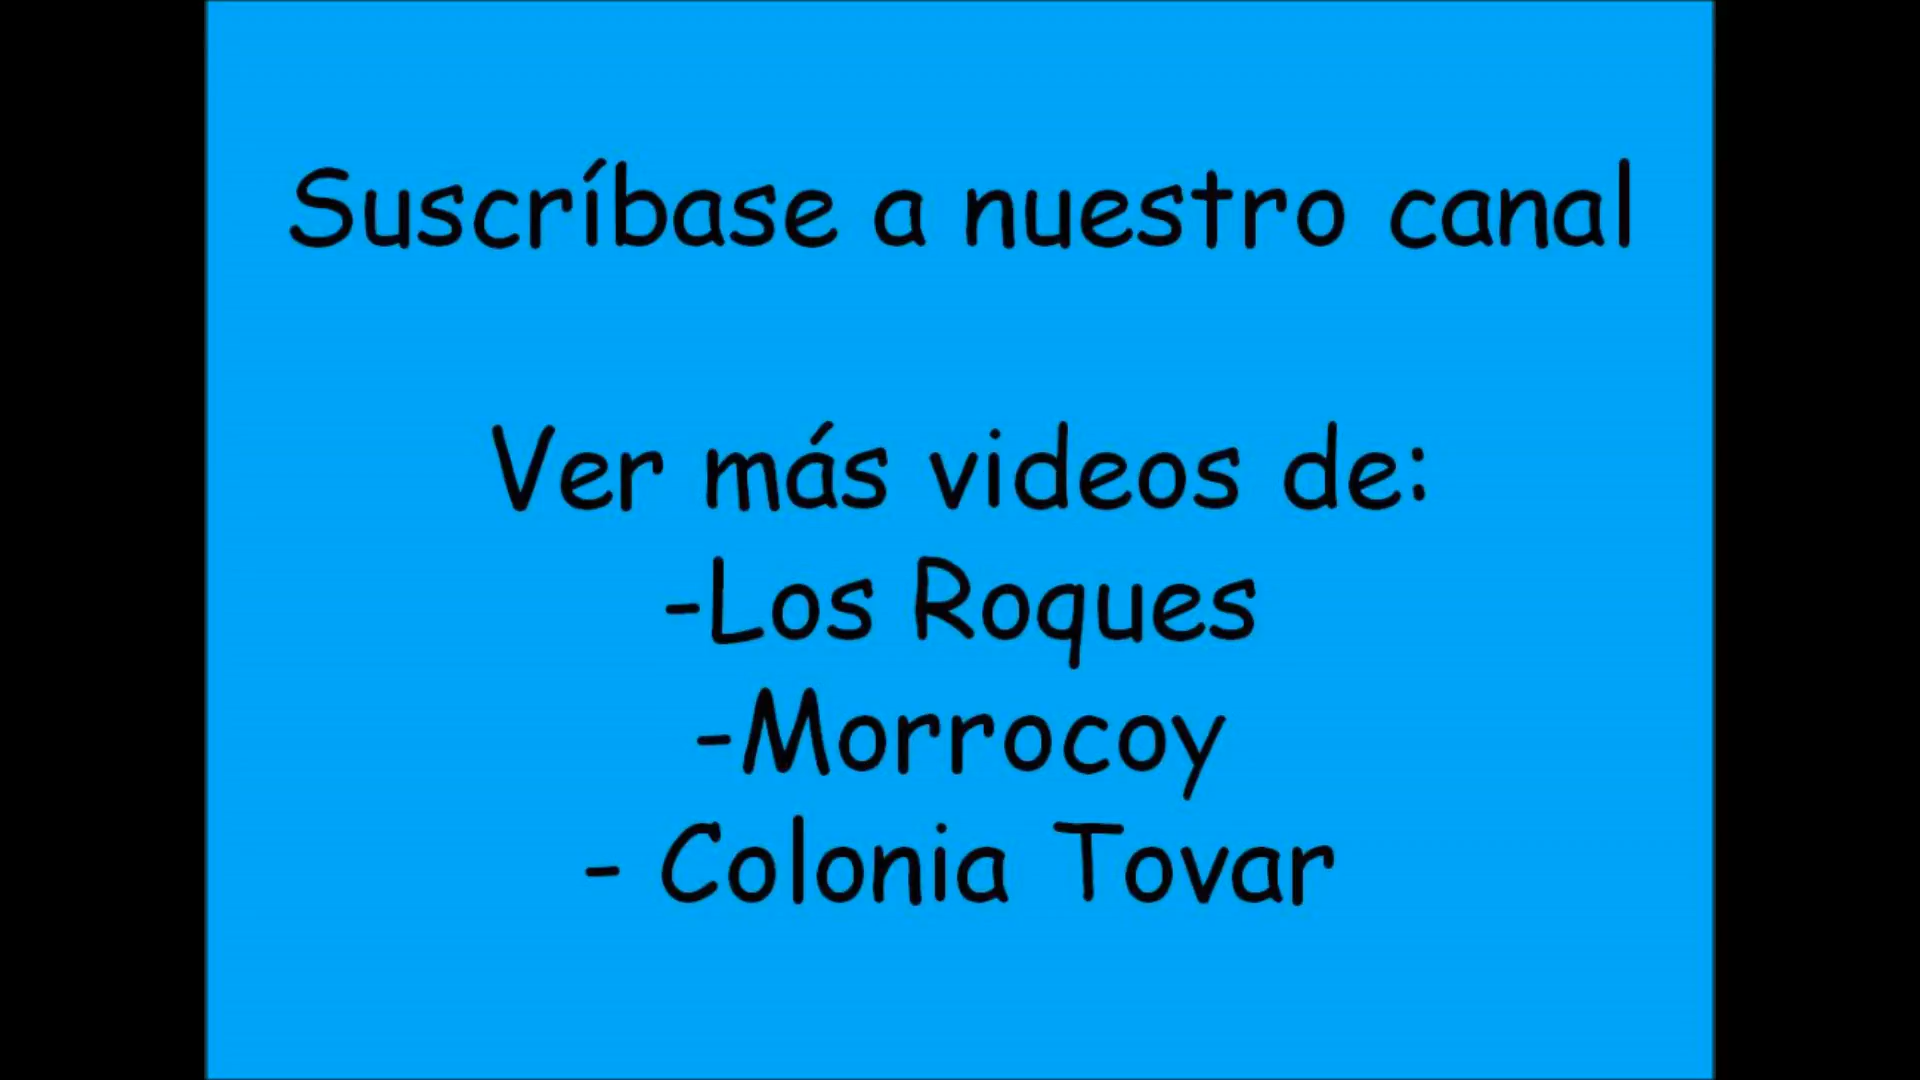 Suscríbase a nuestro canal
Ver más videos de:
-Los Roques
-Morrocoy
- Colonia Tovar